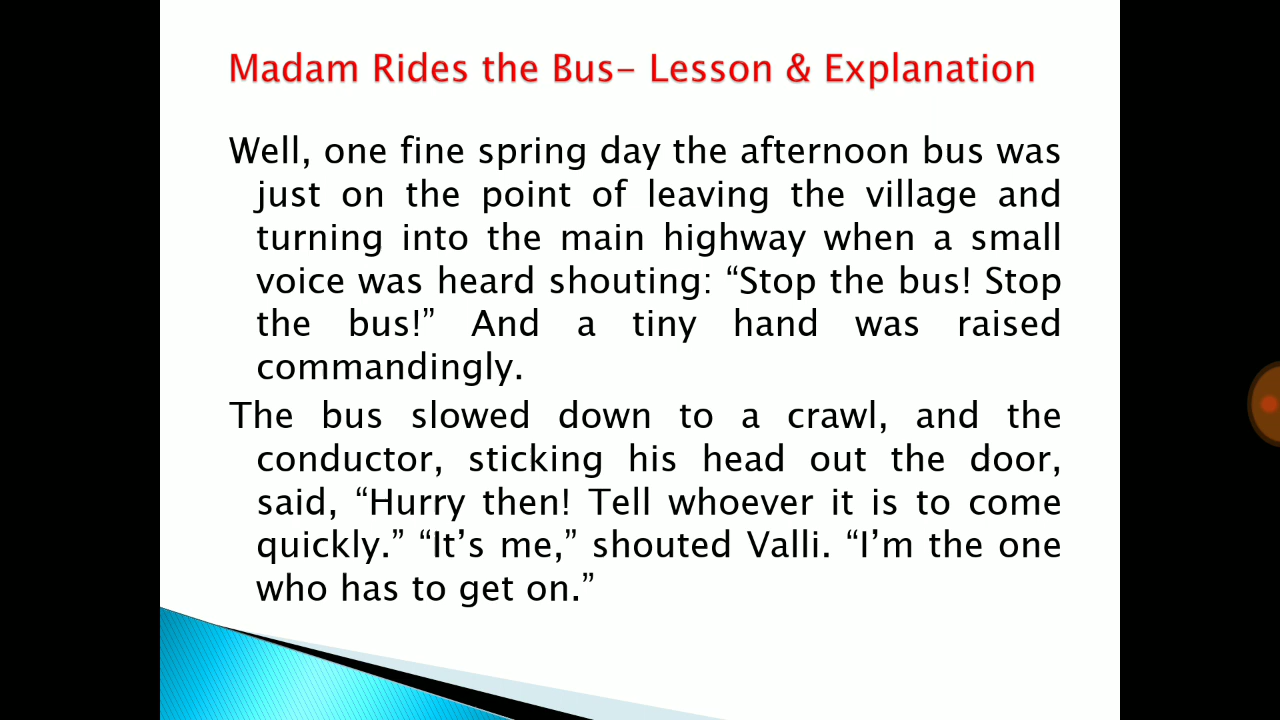 Madam Rides the Bus– Lesson & Explanation
Well, one fine spring day the afternoon bus was
just on the point of leaving the village and
turning into the main highway when a small
voice was heard shouting: “Stop the bus! Stop
the bus!” And a tiny hand was raised
commandingly.
The bus slowed down to a crawl, and the
conductor, sticking his head out the door,
said, “Hurry then! Tell whoever it is to come
quickly.” “It’s me,” shouted Valli. “I’m the one
who has to get on.”